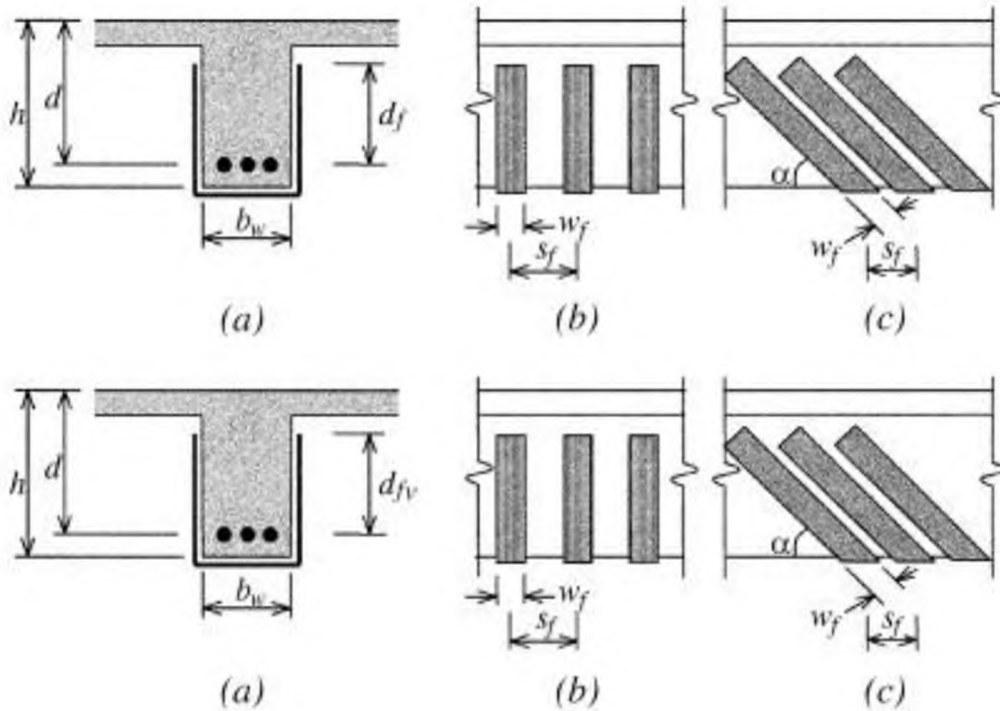 h
d
d_f
b_w
w_f
s_f
α
w_f
s_f
(a)
(b)
(c)
h
d
d_fv
b_w
w_f
s_f
α
w_f
s_f
(a)
(b)
(c)